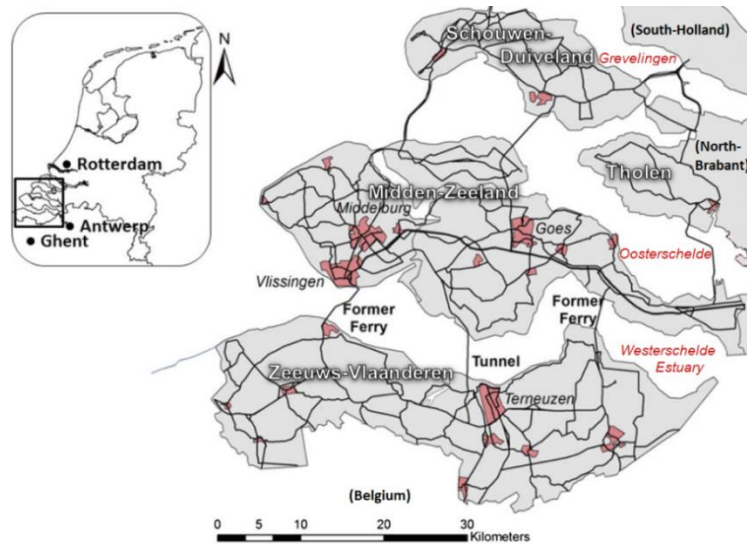 N
Rotterdam
Antwerp
Ghent
(South-Holland)
Schouwen-
Duiveland
Grevelingen
(North-
Brabant)
Tholen
Midden-Zeeland
Middelburg
Goes
Oosterschelde
Vlissingen
Former
Ferry
Former
Ferry
Westerschelde
Estuary
Tunnel
Zeeuws-Vlaanderen
Terneuzen
(Belgium)
0 5 10 20 30
Kilometers